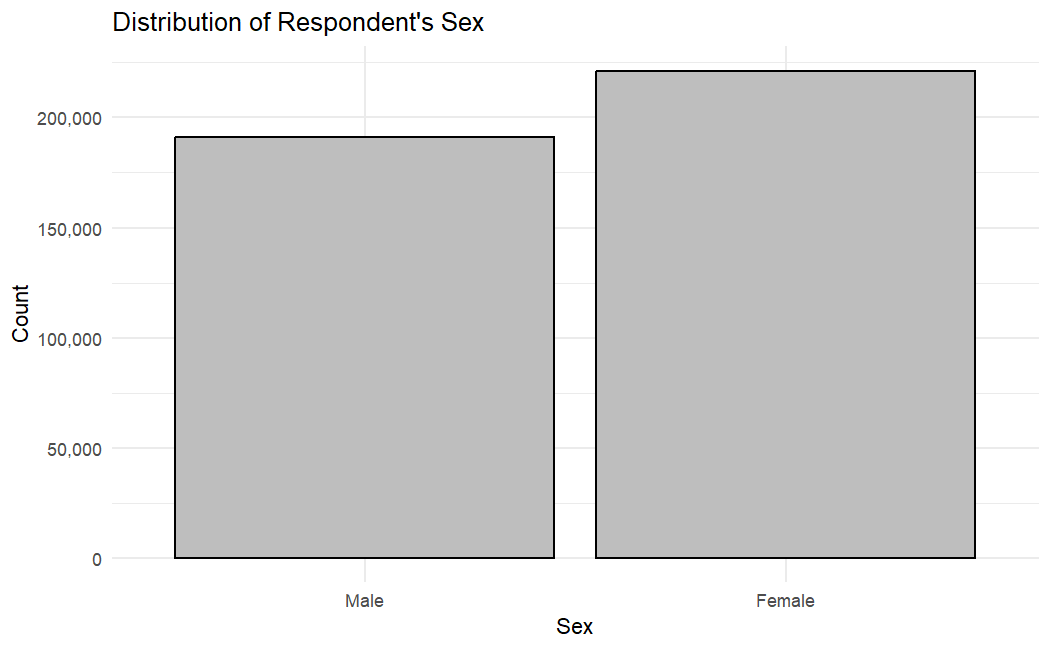 Distribution of Respondent's Sex
200,000
150,000
100,000
50,000
0
Count
Male
Female
Sex